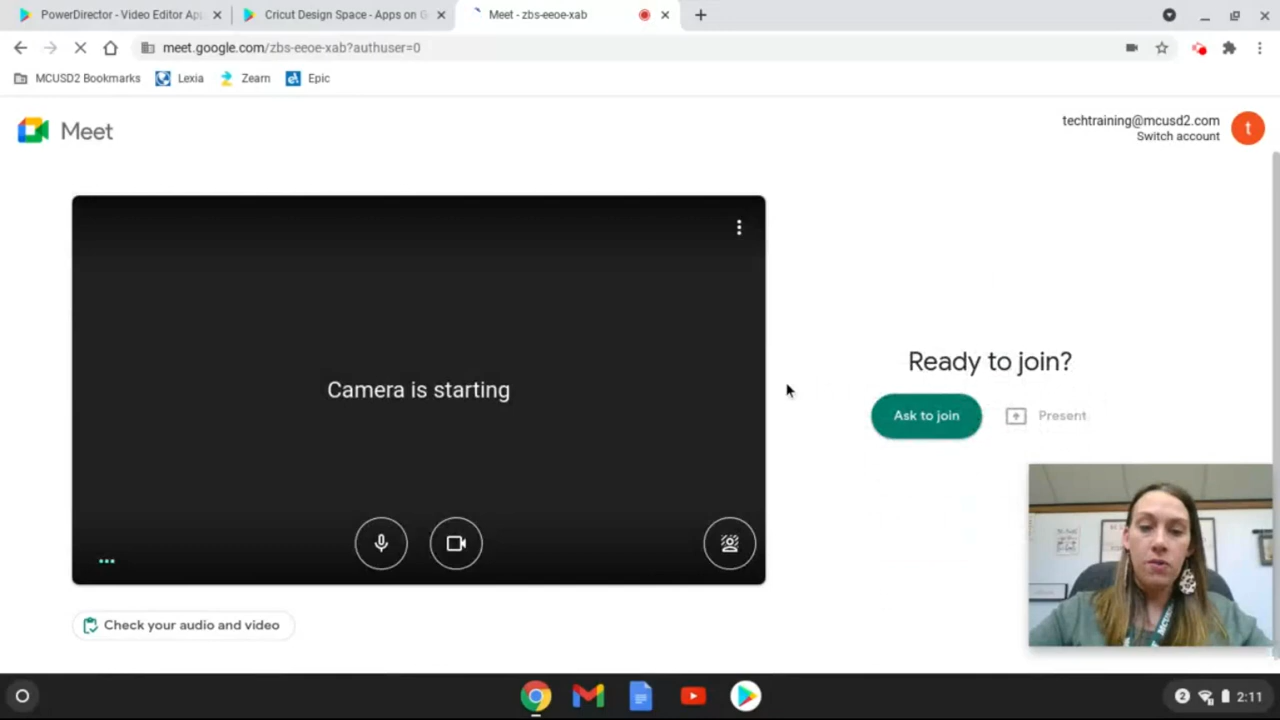 PowerDirector - Video Editor Ap
Cricut Design Space - Apps on G
Meet - zbs-eeoe-xab
meet.google.com/zbs-eeoe-xab?authuser=0
MCUSD2 Bookmarks
Lexia
Zearn
Epic
Meet
techtraining@mcusd2.com
Switch account
t
Camera is starting
Ready to join?
Ask to join
Present
Check your audio and video
2
2:11